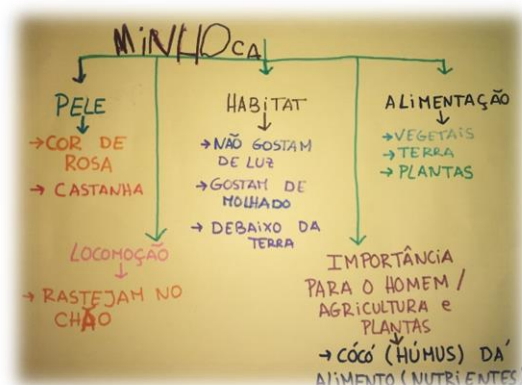 MiNHOca
PELE
→ COR DE
ROSA
→ CASTANHA
LOCOMOÇÃO
→ RASTEJAM NO
CHÃO
HABiTAT
→ NÃO GOSTAM
DE LUZ
→ GOSTAM DE
MOLHADO
→ DEBAIXO DA
TERRA
IMPORTÂNCIA
PARA O HOMEM /
AGRICULTURA e
PLANTAS
→ CÓCÓ (HÚMUS) DÁ
ALIMENTO (NUTRIENTES)
ALiMENTAÇÃO
→ VEGETAIS
→ TERRA
→ PLANTAS